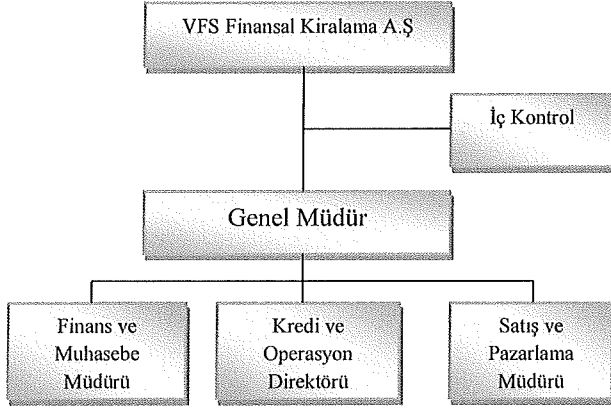 VFS Finansal Kiralama A.Ş
İç Kontrol
Genel Müdür
Finans ve
Muhasebe
Müdürü
Kredi ve
Operasyon
Direktörü
Satış ve
Pazarlama
Müdürü